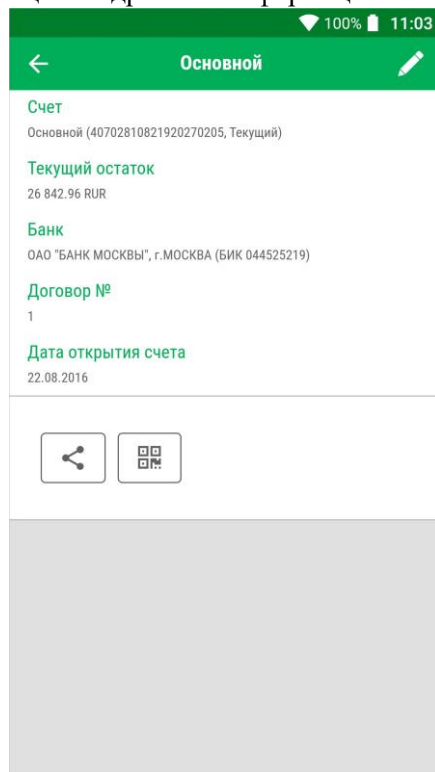 100% 11:03
Основной
Счет
Основной (40702810821920270205, Текущий)
Текущий остаток
26 842.96 RUR
Банк
ОАО "БАНК МОСКВЫ", г.МОСКВА (БИК 044525219)
Договор №
1
Дата открытия счета
22.08.2016